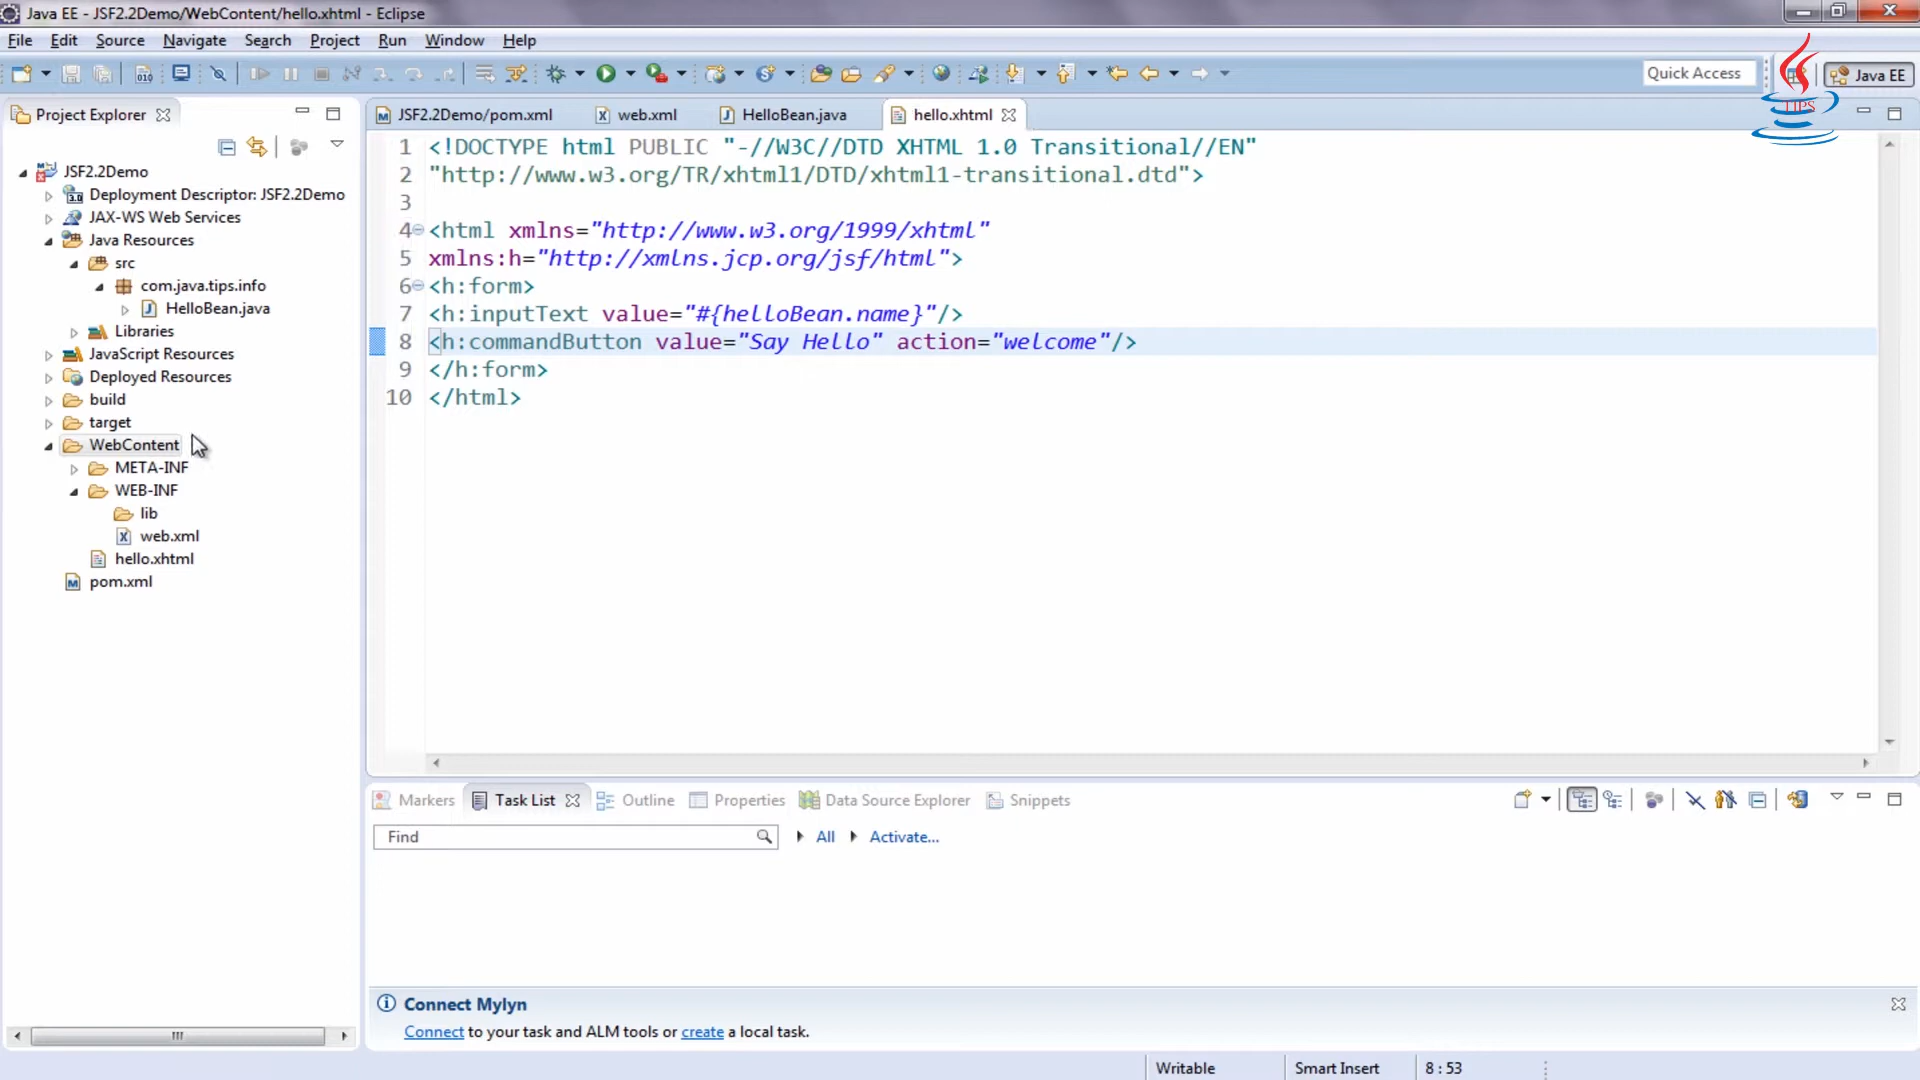 Java EE - JSF2.2Demo/WebContent/hello.xhtml - Eclipse
File Edit Source Navigate Search Project Run Window Help
Quick Access
Java EE
TIPS
Project Explorer
JSF2.2Demo
Deployment Descriptor: JSF2.2Demo
JAX-WS Web Services
Java Resources
src
com.java.tips.info
HelloBean.java
Libraries
JavaScript Resources
Deployed Resources
build
target
WebContent
META-INF
WEB-INF
lib
web.xml
hello.xhtml
pom.xml
JSF2.2Demo/pom.xml web.xml HelloBean.java hello.xhtml
1 <!DOCTYPE html PUBLIC "-//W3C//DTD XHTML 1.0 Transitional//EN"
2 "http://www.w3.org/TR/xhtml1/DTD/xhtml1-transitional.dtd">
3
4 <html xmlns="http://www.w3.org/1999/xhtml"
5 xmlns:h="http://xmlns.jcp.org/jsf/html">
6 <h:form>
7 <h:inputText value="#{helloBean.name}"/>
8 <h:commandButton value="Say Hello" action="welcome"/>
9 </h:form>
10 </html>
Markers Task List Outline Properties Data Source Explorer Snippets
Find All Activate...
Connect Mylyn
Connect to your task and ALM tools or create a local task.
Writable Smart Insert 8 : 53